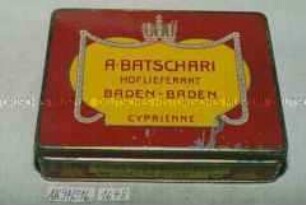 A·BATSCHARI
HOFLIEFERANT
BADEN-BADEN
CYPRIENNE